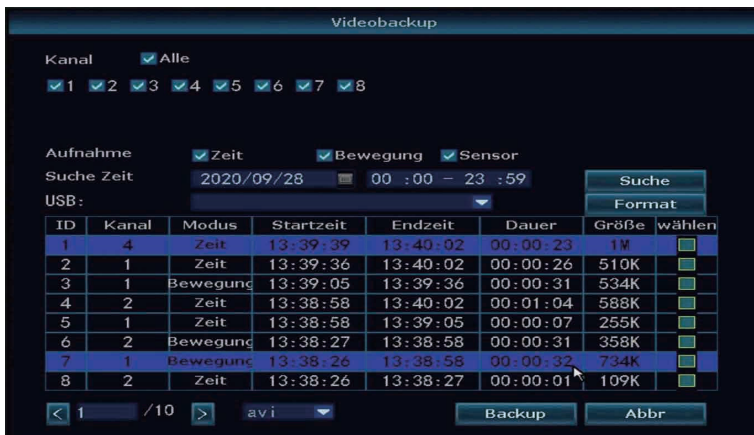 Videobackup
Kanal Alle
1 2 3 4 5 6 7 8
Aufnahme Zeit Bewegung Sensor
Suche Zeit 2020/09/28 00 :00 - 23 :59 Suche
USB: Format
ID Kanal Modus Startzeit Endzeit Dauer Größe wählen
1 4 Zeit 13:39:39 13:40:02 00:00:23 1M
2 1 Zeit 13:39:36 13:40:02 00:00:26 510K
3 1 Bewegung 13:39:05 13:39:36 00:00:31 534K
4 2 Zeit 13:38:58 13:40:02 00:01:04 588K
5 1 Zeit 13:38:58 13:39:05 00:00:07 255K
6 2 Bewegung 13:38:27 13:38:58 00:00:31 358K
7 1 Bewegung 13:38:26 13:38:58 00:00:32 734K
8 2 Zeit 13:38:26 13:38:27 00:00:01 109K
< 1 /10 > avi Backup Abbr